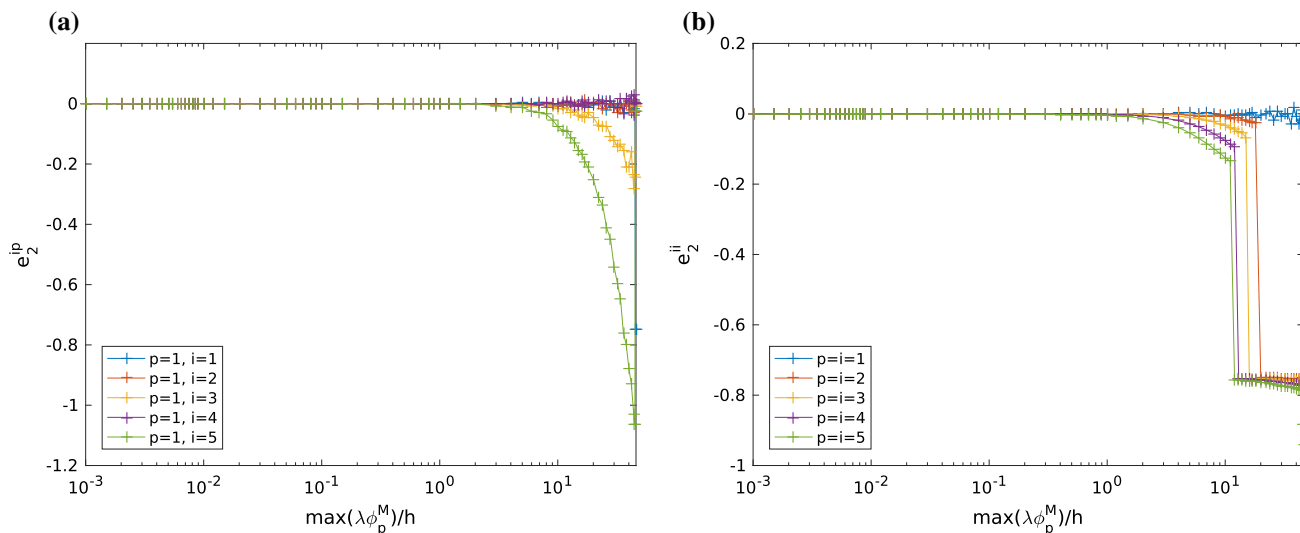 (a)
0
-0.2
-0.4
-0.6
-0.8
-1
-1.2
e₂ⁱᵖ
p=1, i=1
p=1, i=2
p=1, i=3
p=1, i=4
p=1, i=5
10⁻³ 10⁻² 10⁻¹ 10⁰ 10¹
max(λϕₚᴹ)/h
(b)
0.2
0
-0.2
-0.4
-0.6
-0.8
-1
e₂ⁱⁱ
p=i=1
p=i=2
p=i=3
p=i=4
p=i=5
10⁻³ 10⁻² 10⁻¹ 10⁰ 10¹
max(λϕₚᴹ)/h